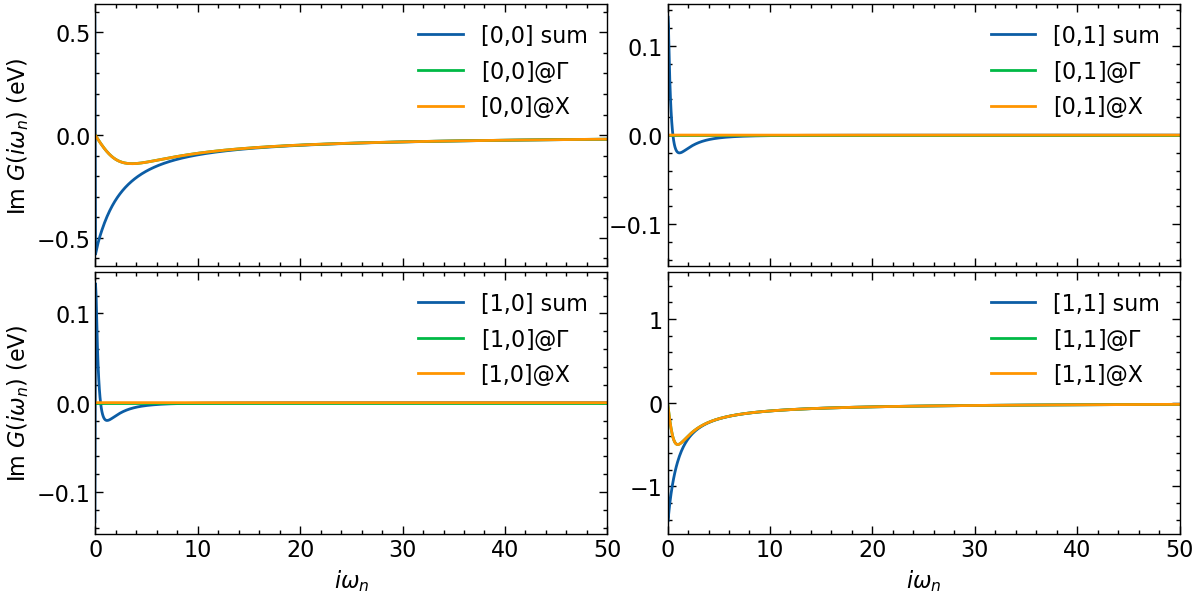 Im G(iωn) (eV)
0.5
0.0
−0.5
[0,0] sum
[0,0]@Γ
[0,0]@X
0.1
0.0
−0.1
[0,1] sum
[0,1]@Γ
[0,1]@X
Im G(iωn) (eV)
0.1
0.0
−0.1
[1,0] sum
[1,0]@Γ
[1,0]@X
0 10 20 30 40 50
iωn
1
0
−1
[1,1] sum
[1,1]@Γ
[1,1]@X
0 10 20 30 40 50
iωn